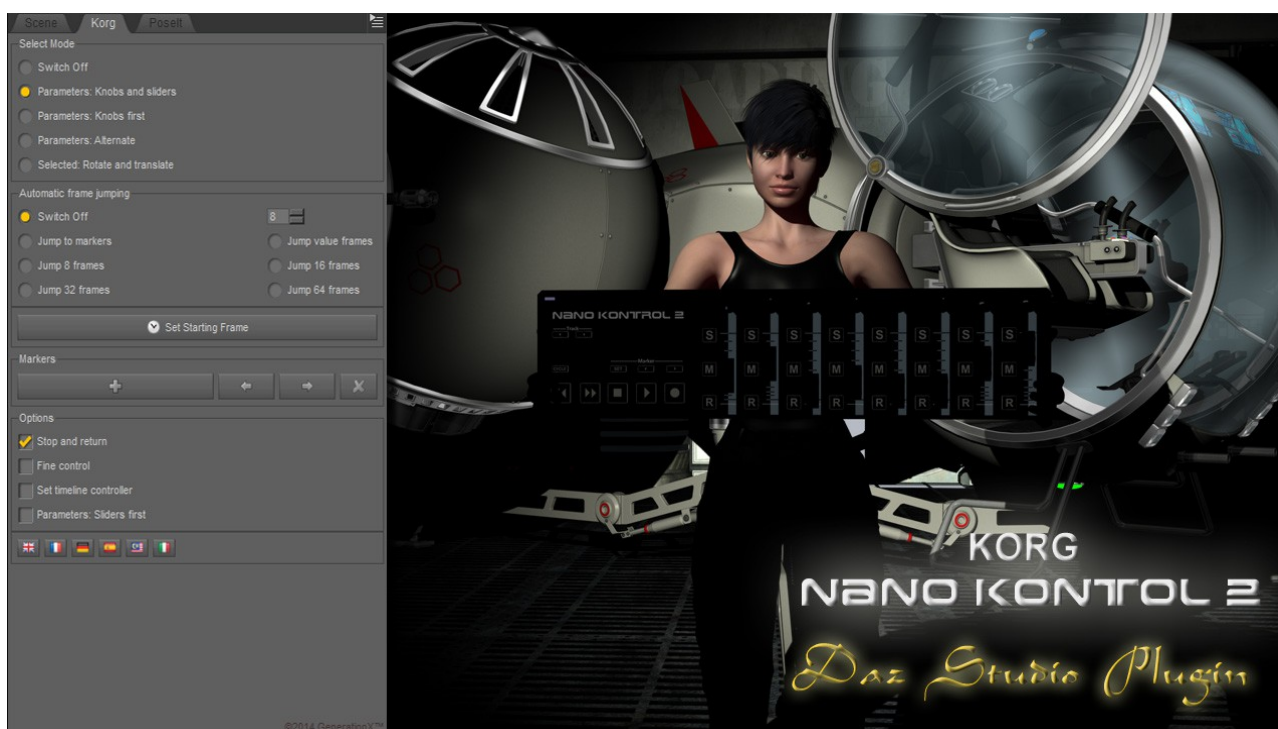 Scene Korg PoseIt
Select Mode
Switch Off
Parameters: Knobs and sliders
Parameters: Knobs first
Parameters: Alternate
Selected: Rotate and translate
Automatic frame jumping
Switch Off 8
Jump to markers Jump value frames
Jump 8 frames Jump 16 frames
Jump 32 frames Jump 64 frames
Set Starting Frame
Markers
Options
Stop and return
Fine control
Set timeline controller
Parameters: Sliders first
©2014 GenerationX™
NANO KONTROL 2
Track
Marker
S S S S S S S S
M M M M M M M M
R R R R R R R R
KORG
NANO KONTTOL 2
Daz Studio Plugin